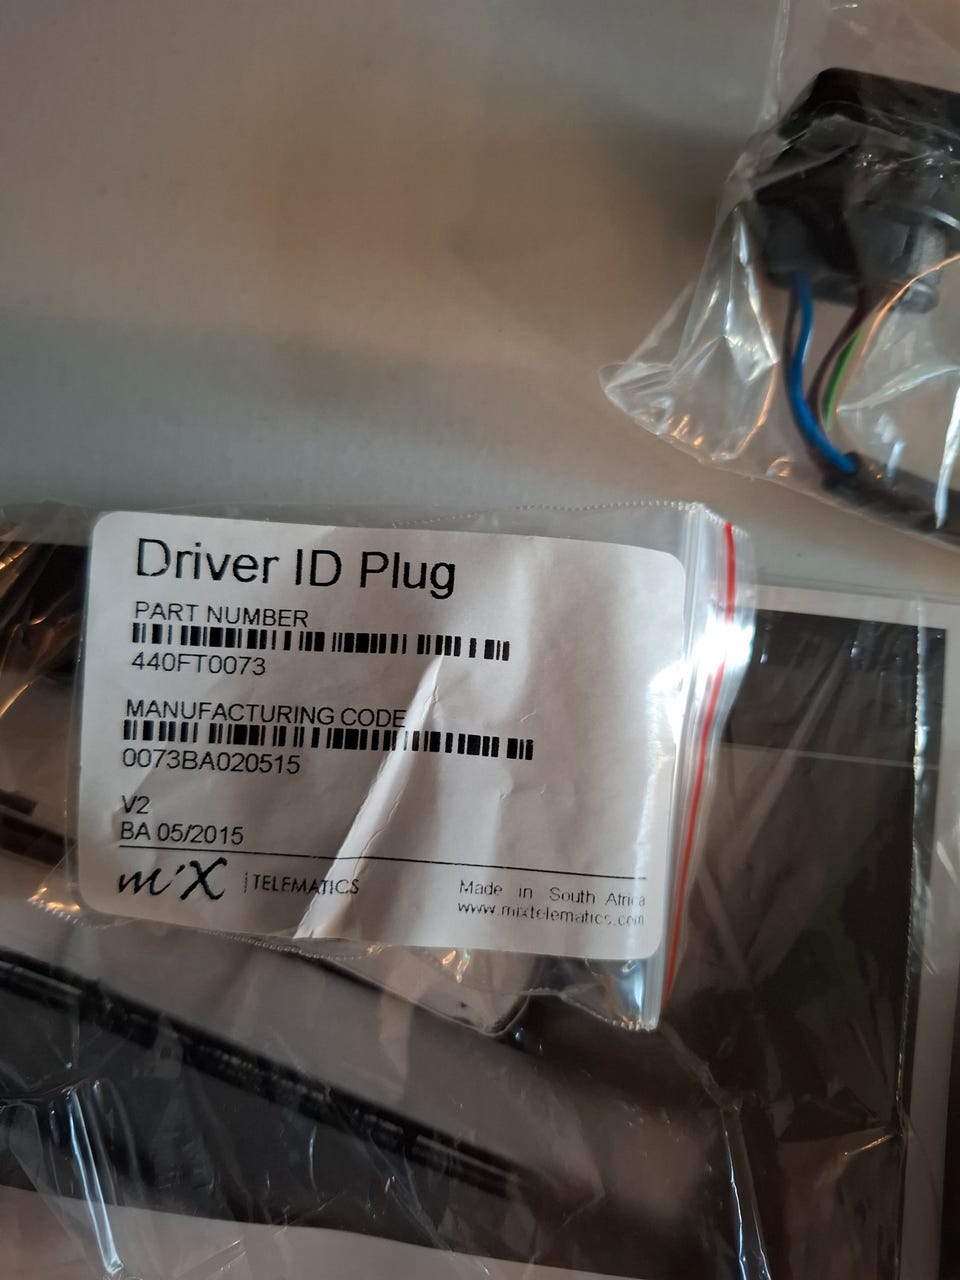 Driver ID Plug
PART NUMBER
440FT0073
MANUFACTURING CODE
0073BA020515
V2
BA 05/2015
mix TELEMATICS
Made in South Africa
www.mixtelematics.com